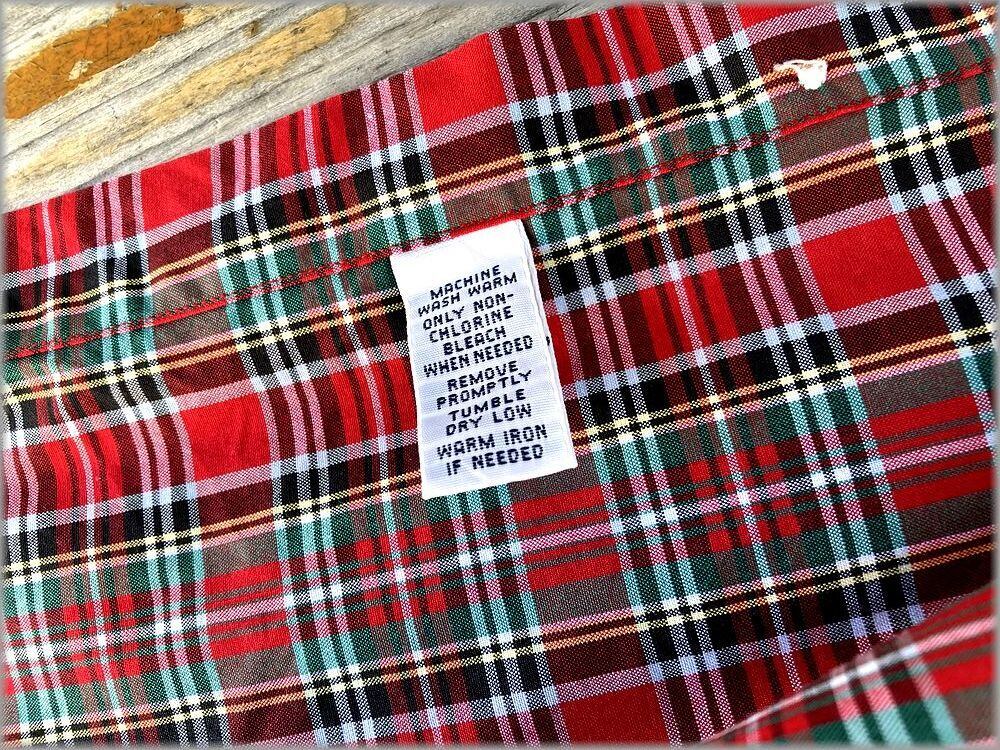 MACHINE
WASH WARM
ONLY NON-
CHLORINE
BLEACH
WHEN NEEDED
REMOVE
PROMPTLY
TUMBLE
DRY LOW
WARM IRON
IF NEEDED